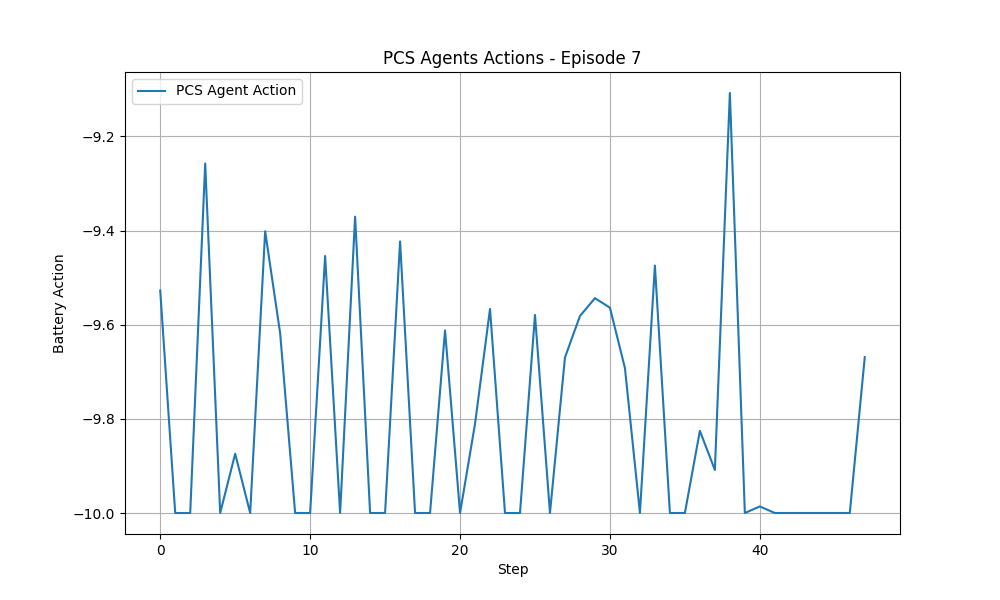 PCS Agents Actions - Episode 7
PCS Agent Action
−9.2
−9.4
−9.6
−9.8
−10.0
Battery Action
0 10 20 30 40
Step